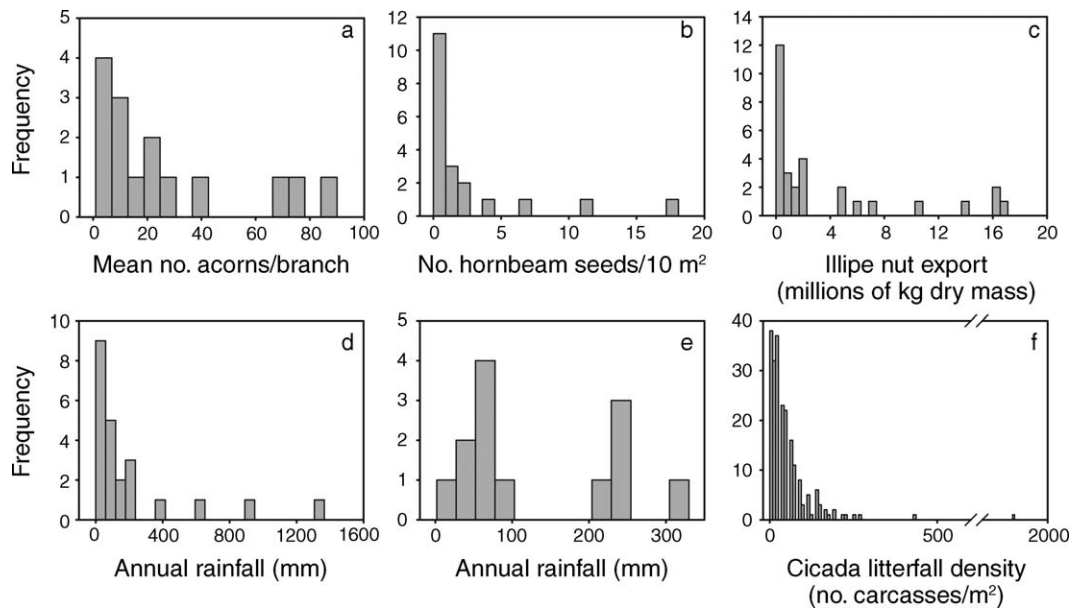 a
b
c
Frequency
5
4
3
2
1
0
0 20 40 60 80 100
Mean no. acorns/branch
12
10
8
6
4
2
0
0 5 10 15 20
No. hornbeam seeds/10 m²
14
12
10
8
6
4
2
0
0 4 8 12 16 20
Illipe nut export
(millions of kg dry mass)
d
e
f
Frequency
10
8
6
4
2
0
0 400 800 1200 1600
Annual rainfall (mm)
5
4
3
2
1
0
0 100 200 300
Annual rainfall (mm)
40
30
20
10
0
0 500 2000
Cicada litterfall density
(no. carcasses/m²)